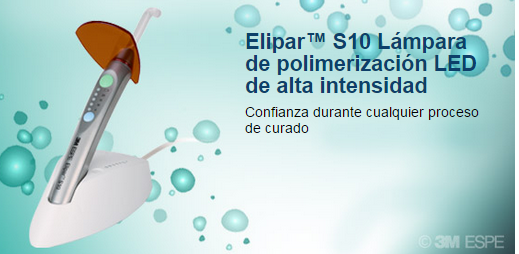 Elipar™ S10 Lámpara
de polimerización LED
de alta intensidad
Confianza durante cualquier proceso
de curado
© 3M ESPE